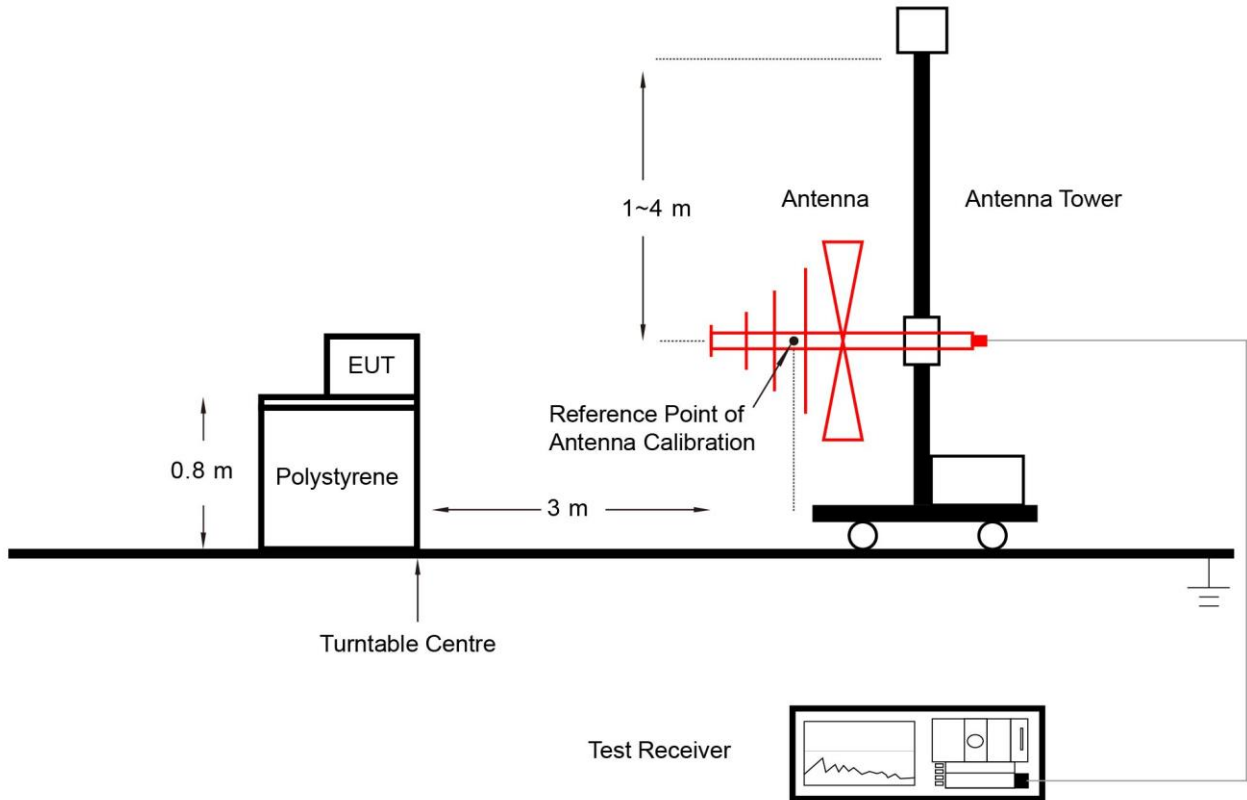 1~4 m
Antenna
Antenna Tower
EUT
Reference Point of
Antenna Calibration
0.8 m
Polystyrene
3 m
Turntable Centre
Test Receiver